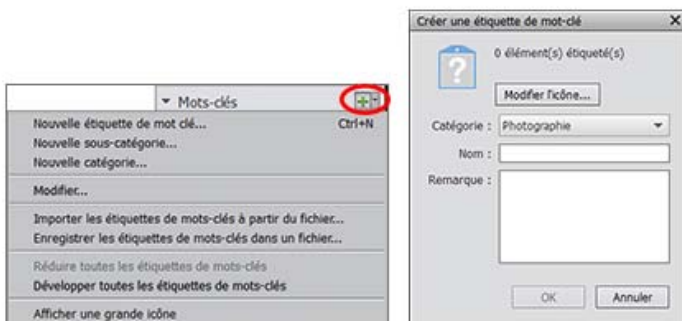 Mots-clés
Nouvelle étiquette de mot clé... Ctrl+N
Nouvelle sous-catégorie...
Nouvelle catégorie...
Modifier...
Importer les étiquettes de mots-clés à partir du fichier...
Enregistrer les étiquettes de mots-clés dans un fichier...
Réduire toutes les étiquettes de mots-clés
Développer toutes les étiquettes de mots-clés
Afficher une grande icône
Créer une étiquette de mot-clé X
?
0 élément(s) étiqueté(s)
Modifier l'icône...
Catégorie : Photographie
Nom :
Remarque :
OK Annuler